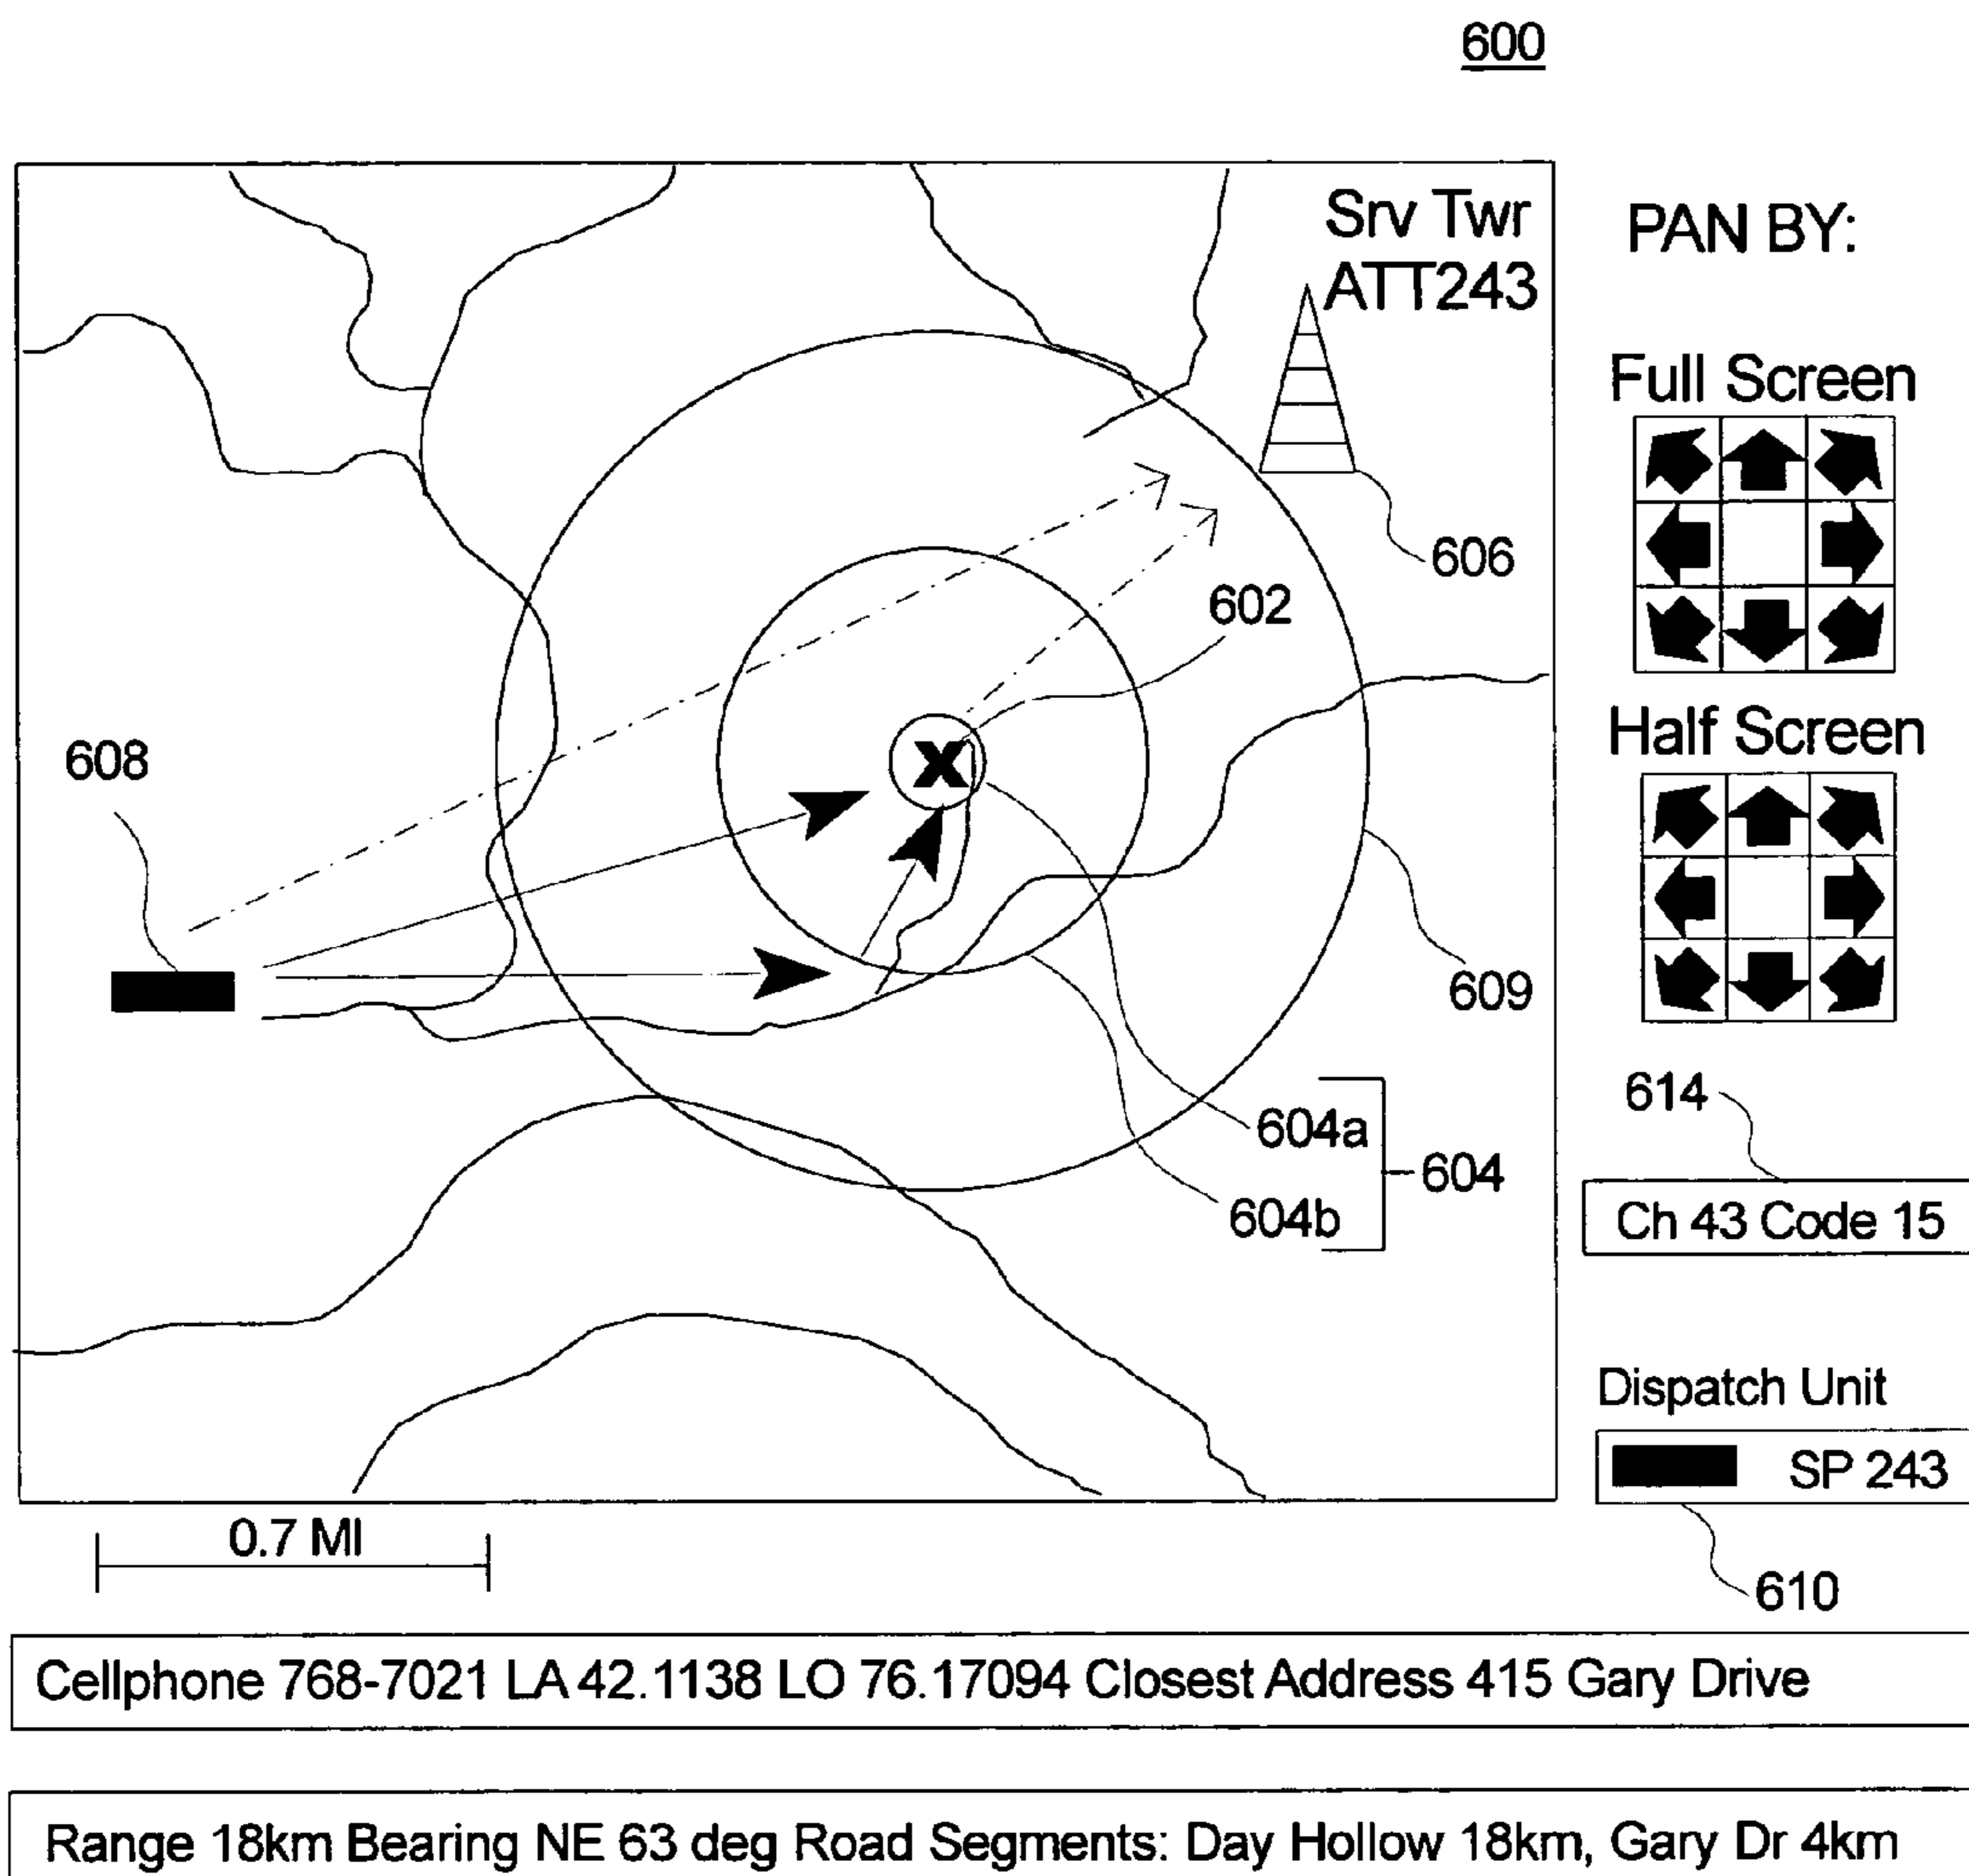 600
Srv Twr
ATT243
PAN BY:
Full Screen
606
602
Half Screen
608
609
614
604a
604
604b
Ch 43 Code 15
Dispatch Unit
SP 243
0.7 MI
610
Cellphone 768-7021 LA 42.1138 LO 76.17094 Closest Address 415 Gary Drive
Range 18km Bearing NE 63 deg Road Segments: Day Hollow 18km, Gary Dr 4km
X